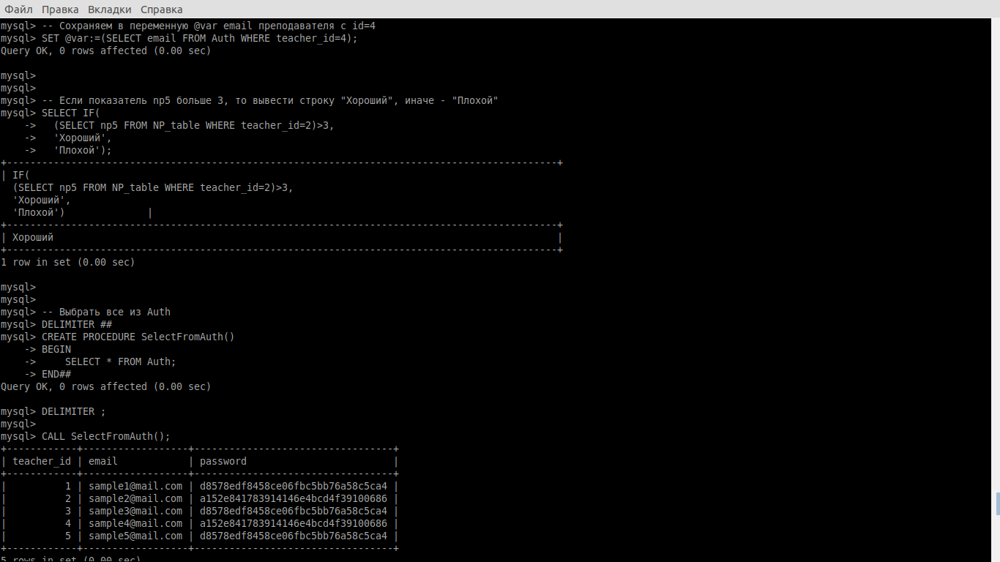 Файл Правка Вкладки Справка
mysql> -- Сохраняем в переменную @var email преподавателя с id=4
mysql> SET @var:=(SELECT email FROM Auth WHERE teacher_id=4);
Query OK, 0 rows affected (0.00 sec)

mysql>
mysql>
mysql> -- Если показатель np5 больше 3, то вывести строку "Хороший", иначе - "Плохой"
mysql> SELECT IF(
    ->   (SELECT np5 FROM NP_table WHERE teacher_id=2)>3,
    ->   'Хороший',
    ->   'Плохой');
+----------------------------------------------------------------------------------------------+
| IF(
  (SELECT np5 FROM NP_table WHERE teacher_id=2)>3,
  'Хороший',
  'Плохой')              |
+----------------------------------------------------------------------------------------------+
| Хороший                                                                                      |
+----------------------------------------------------------------------------------------------+
1 row in set (0.00 sec)

mysql>
mysql>
mysql> -- Выбрать все из Auth
mysql> DELIMITER ##
mysql> CREATE PROCEDURE SelectFromAuth()
    -> BEGIN
    ->     SELECT * FROM Auth;
    -> END##
Query OK, 0 rows affected (0.00 sec)

mysql> DELIMITER ;
mysql>
mysql> CALL SelectFromAuth();
+------------+------------------+----------------------------------+
| teacher_id | email            | password                         |
+------------+------------------+----------------------------------+
|          1 | sample1@mail.com | d8578edf8458ce06fbc5bb76a58c5ca4 |
|          2 | sample2@mail.com | a152e841783914146e4bcd4f39100686 |
|          3 | sample3@mail.com | d8578edf8458ce06fbc5bb76a58c5ca4 |
|          4 | sample4@mail.com | a152e841783914146e4bcd4f39100686 |
|          5 | sample5@mail.com | d8578edf8458ce06fbc5bb76a58c5ca4 |
+------------+------------------+----------------------------------+
5 rows in set (0.00 sec)